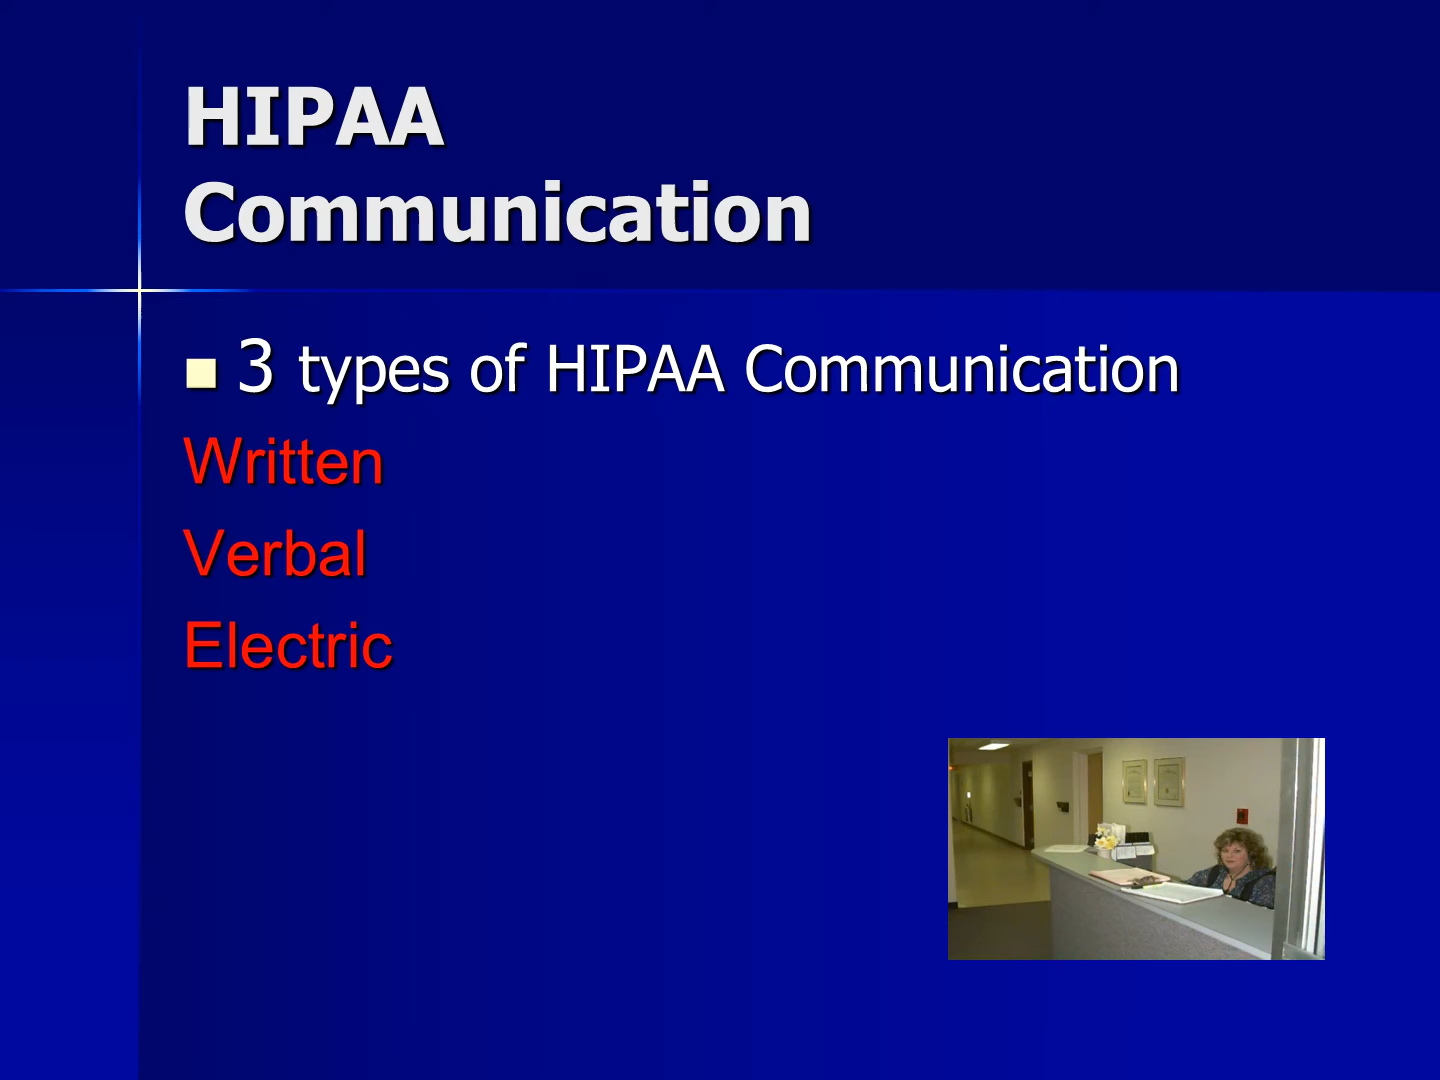 HIPAA
Communication
3 types of HIPAA Communication
Written
Verbal
Electric